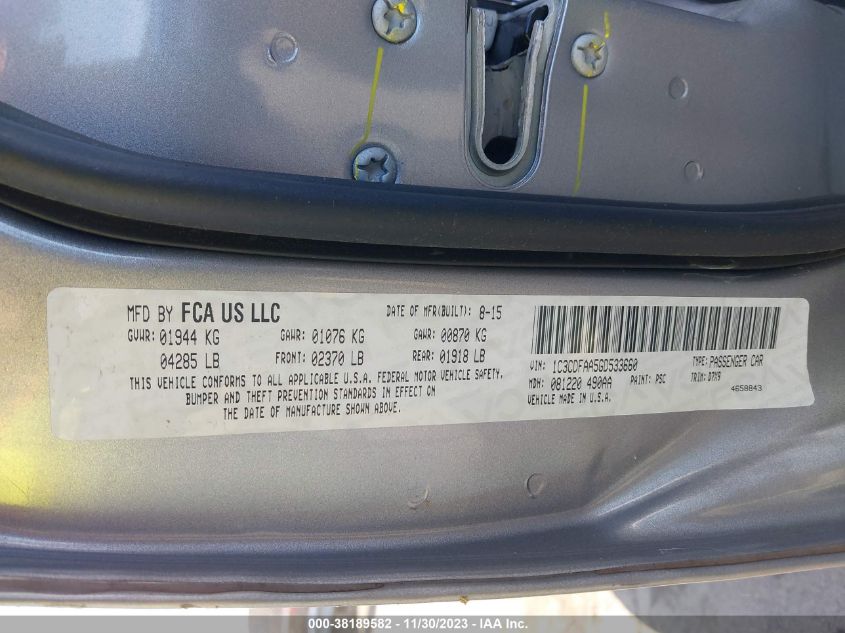 MFD BY FCA US LLC
DATE OF MFR(BUILT): 8-15
GVWR: 01944 KG
GAWR: 01076 KG
GAWR: 00870 KG
04285 LB
FRONT: 02370 LB
REAR: 01918 LB
THIS VEHICLE CONFORMS TO ALL APPLICABLE U.S.A. FEDERAL MOTOR VEHICLE SAFETY,
BUMPER AND THEFT PREVENTION STANDARDS IN EFFECT ON
THE DATE OF MANUFACTURE SHOWN ABOVE.
VIN: 1C3CDFAA5GD533660
TYPE: PASSENGER CAR
MDH: 081220 490AA
PAINT: PSC
TRIM: D7X9
VEHICLE MADE IN U.S.A.
4658843
000-38189582 - 11/30/2023 - IAA Inc.